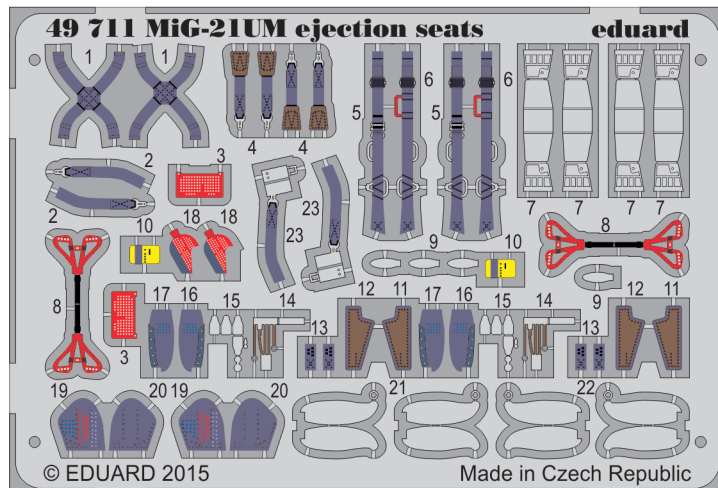 49 711 MiG-21UM ejection seats eduard
1 1 4 4 5 6 5 6 7 7 7 7
2 2 3 23 23
10 18 18 9 10 8 9
8 3 17 16 15 14 13 12 11 17 16 15 14 13 12 11
19 20 19 20 21 22
© EDUARD 2015 Made in Czech Republic